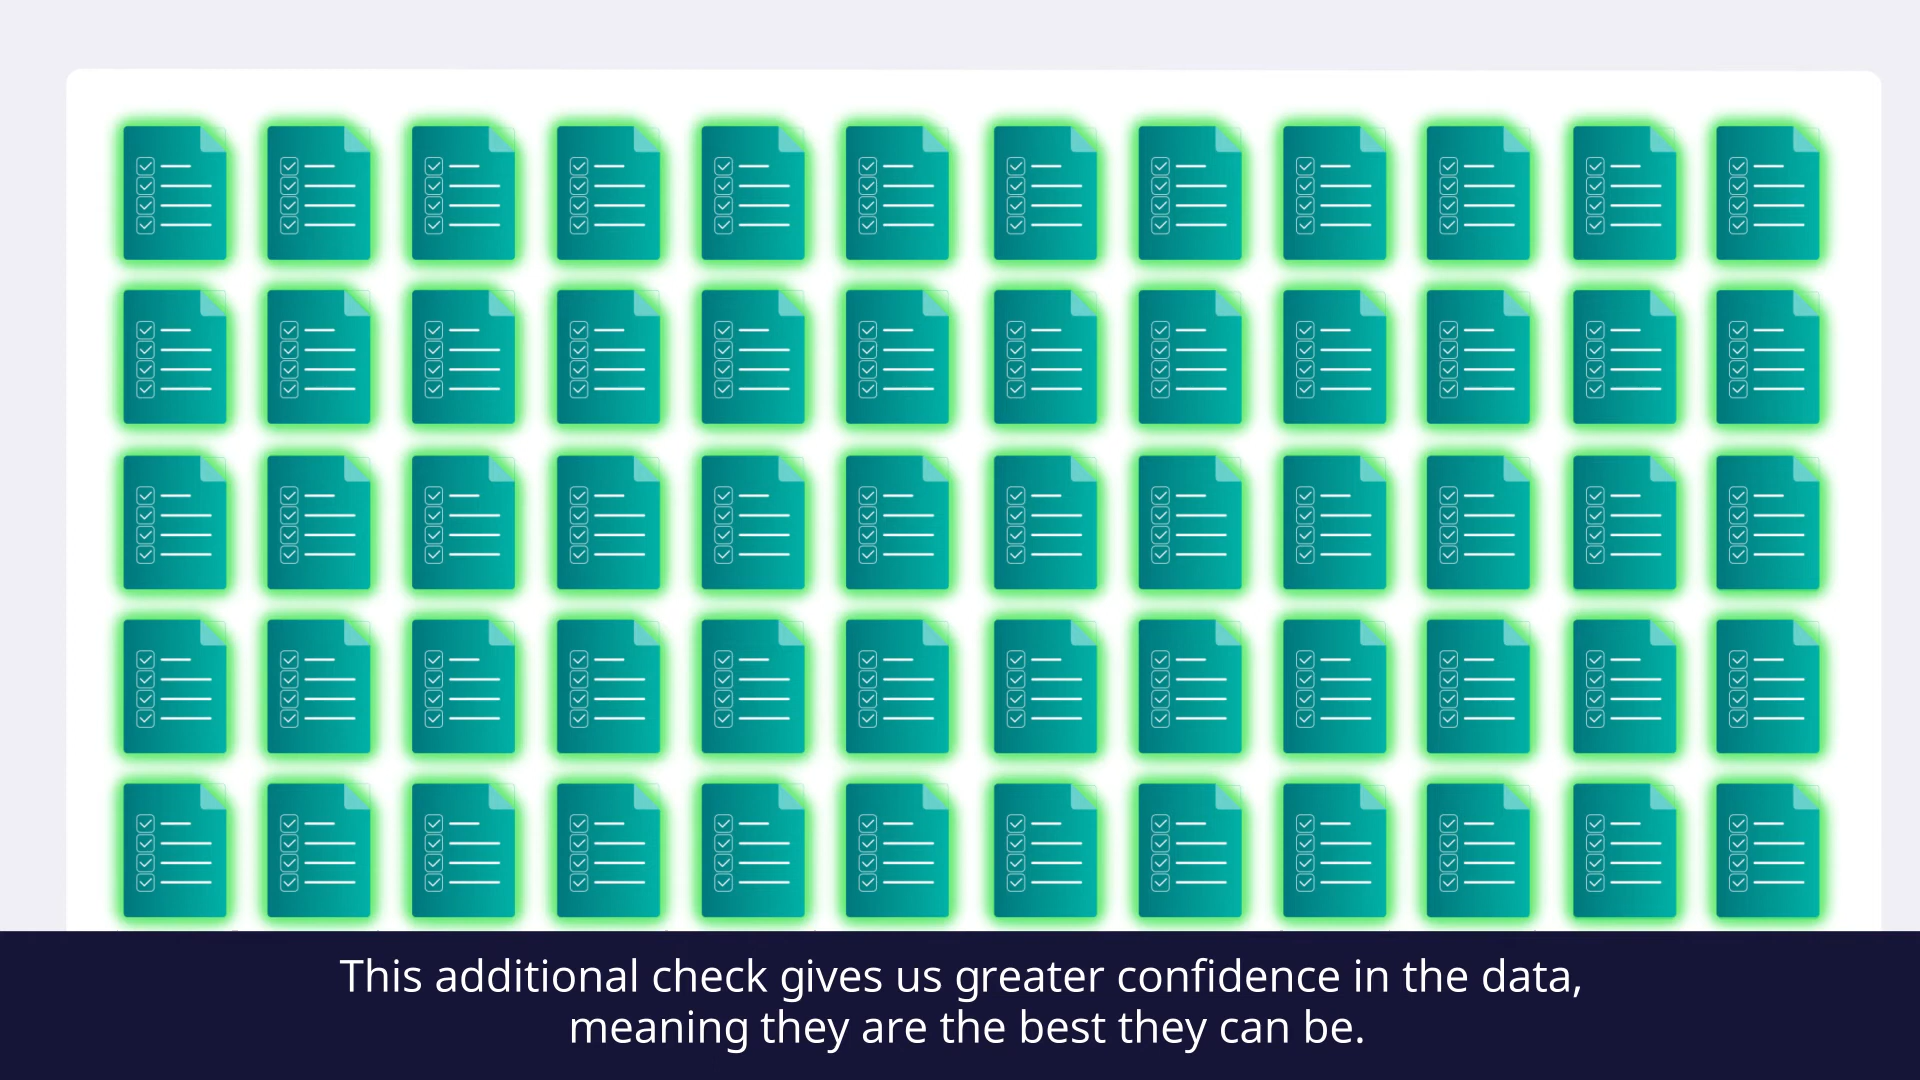 This additional check gives us greater confidence in the data,
meaning they are the best they can be.